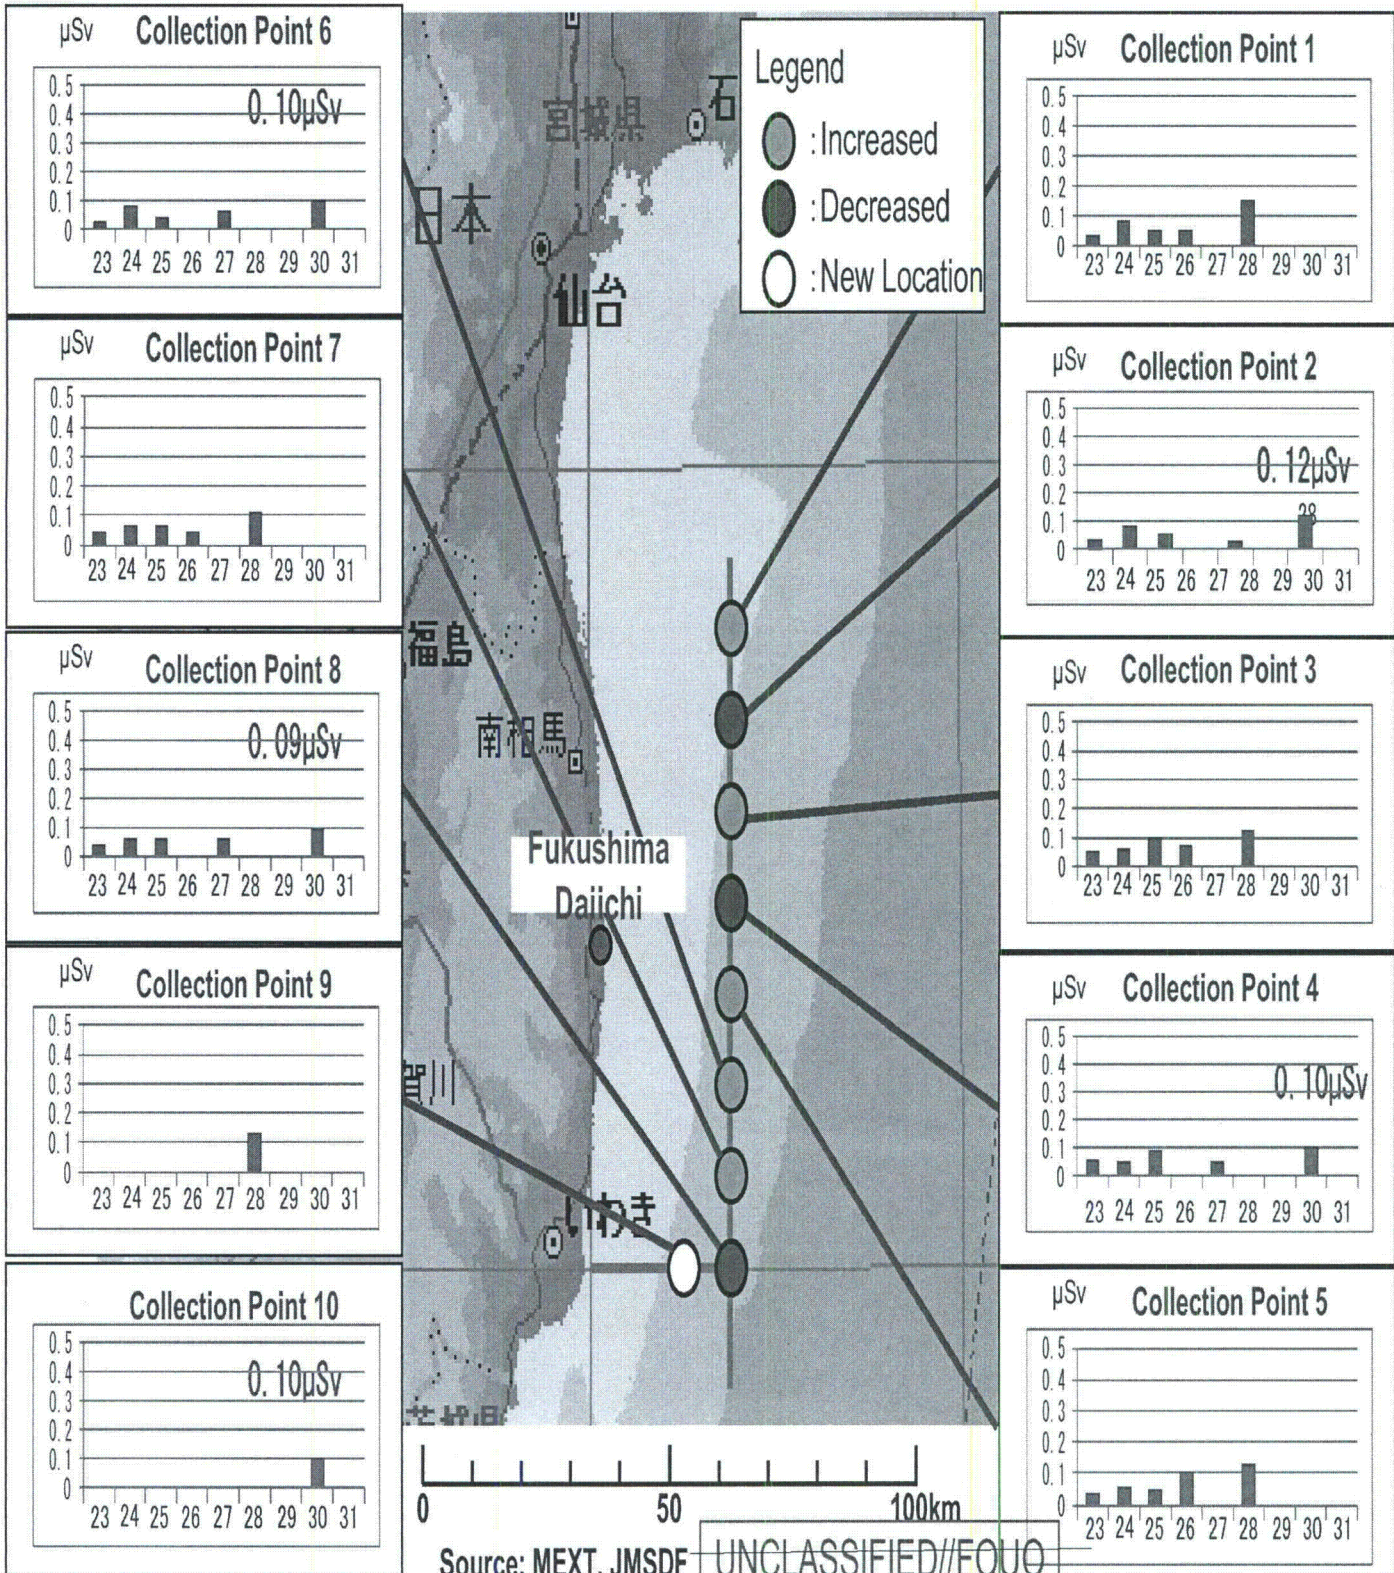 μSv Collection Point 6
0.10μSv
0.5
0.4
0.3
0.2
0.1
0
23 24 25 26 27 28 29 30 31
μSv Collection Point 7
0.5
0.4
0.3
0.2
0.1
0
23 24 25 26 27 28 29 30 31
μSv Collection Point 8
0.09μSv
0.5
0.4
0.3
0.2
0.1
0
23 24 25 26 27 28 29 30 31
μSv Collection Point 9
0.5
0.4
0.3
0.2
0.1
0
23 24 25 26 27 28 29 30 31
Collection Point 10
0.10μSv
0.5
0.4
0.3
0.2
0.1
0
23 24 25 26 27 28 29 30 31
石
宮城県
日本
仙台
福島
南相馬
Fukushima
Daiichi
賀川
いわき
Legend
:Increased
:Decreased
:New Location
0 50 100km
Source: MEXT, JMSDF
UNCLASSIFIED//FOUO
μSv Collection Point 1
0.5
0.4
0.3
0.2
0.1
0
23 24 25 26 27 28 29 30 31
μSv Collection Point 2
0.12μSv
28
0.5
0.4
0.3
0.2
0.1
0
23 24 25 26 27 28 29 30 31
μSv Collection Point 3
0.5
0.4
0.3
0.2
0.1
0
23 24 25 26 27 28 29 30 31
μSv Collection Point 4
0.10μSv
0.5
0.4
0.3
0.2
0.1
0
23 24 25 26 27 28 29 30 31
μSv Collection Point 5
0.5
0.4
0.3
0.2
0.1
0
23 24 25 26 27 28 29 30 31